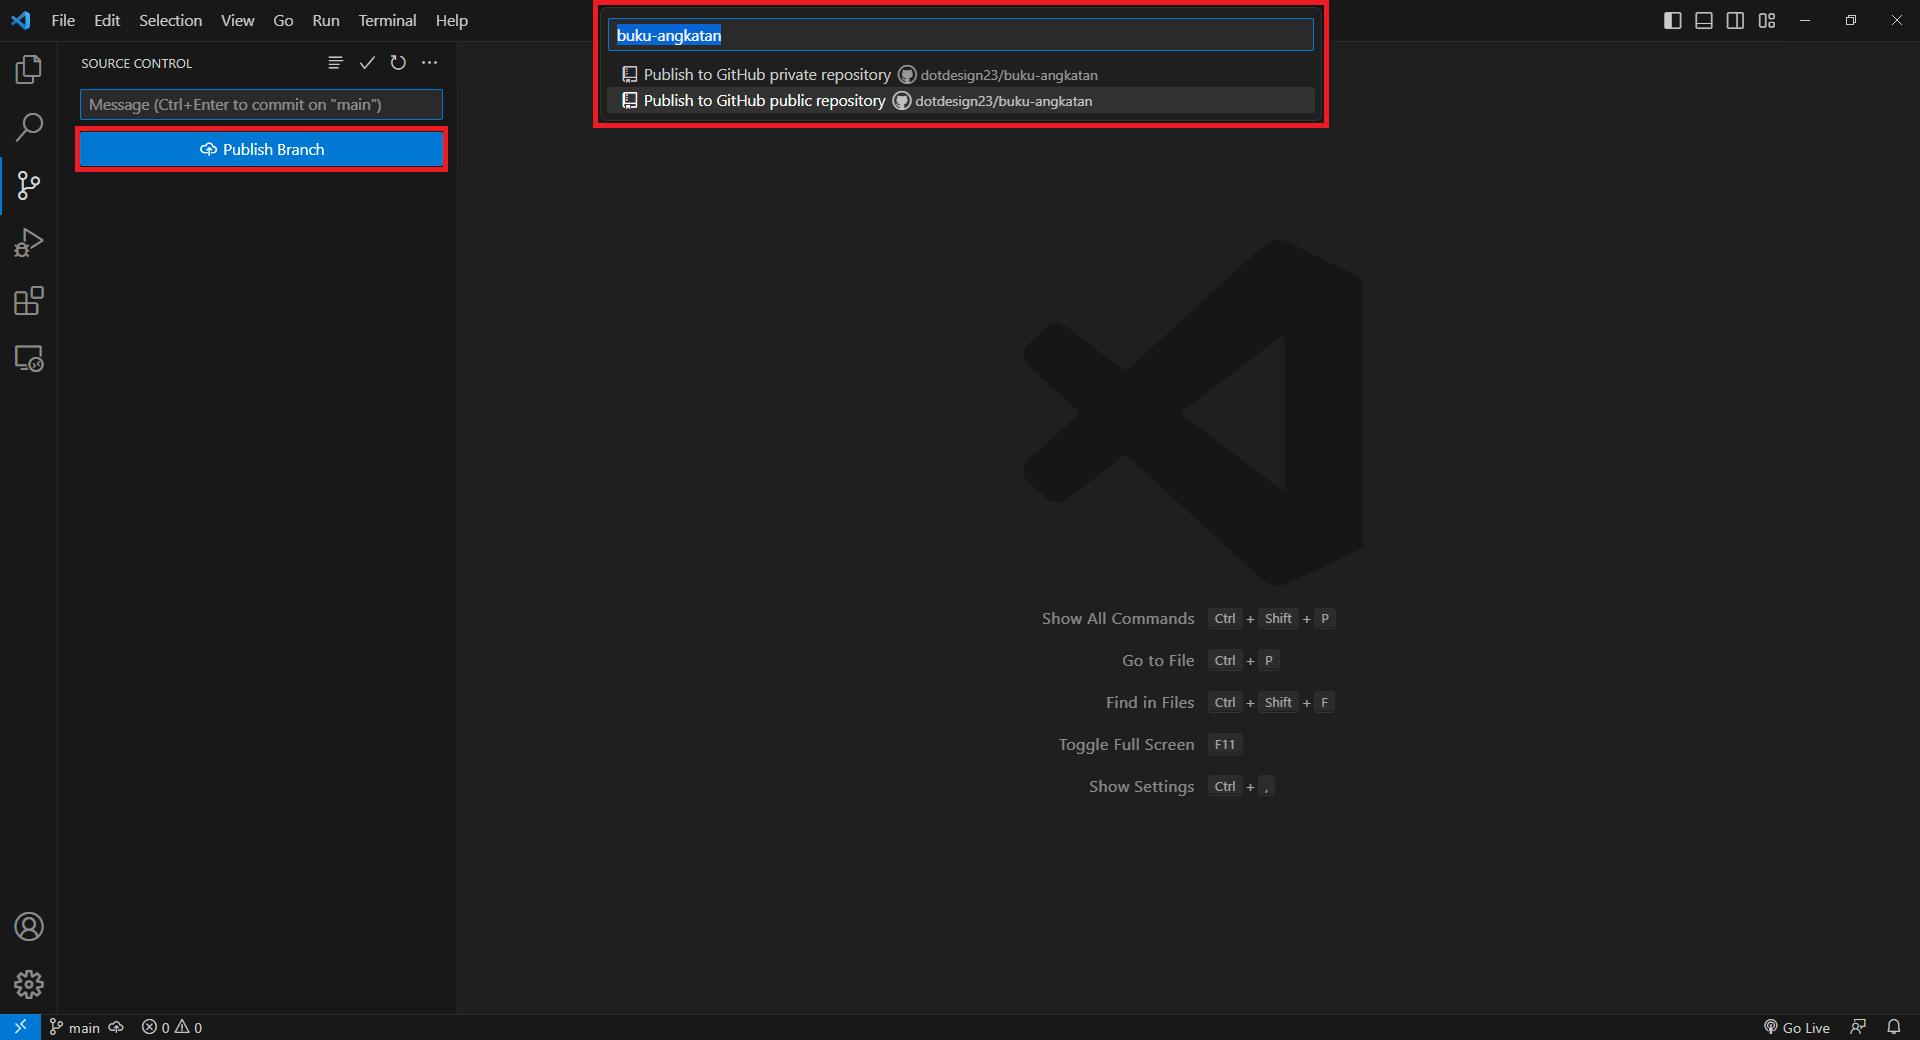 File Edit Selection View Go Run Terminal Help
buku-angkatan
Publish to GitHub private repository dotdesign23/buku-angkatan
Publish to GitHub public repository dotdesign23/buku-angkatan
SOURCE CONTROL
Message (Ctrl+Enter to commit on "main")
Publish Branch
Show All Commands Ctrl + Shift + P
Go to File Ctrl + P
Find in Files Ctrl + Shift + F
Toggle Full Screen F11
Show Settings Ctrl + ,
main 0 0 Go Live